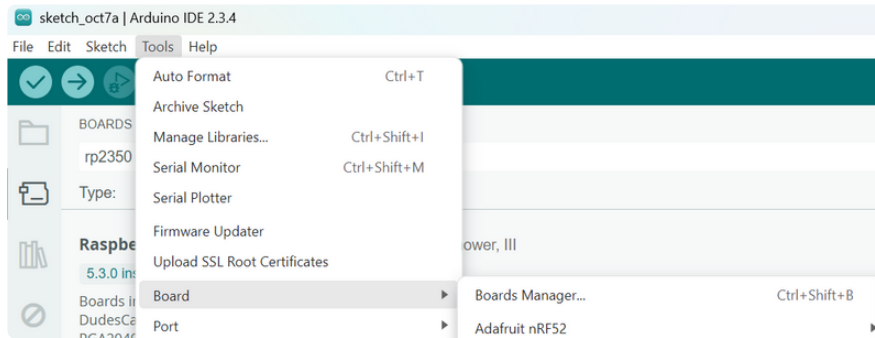 sketch_oct7a | Arduino IDE 2.3.4
File Edit Sketch Tools Help
Auto Format Ctrl+T
Archive Sketch
BOARDS
Manage Libraries... Ctrl+Shift+I
rp2350
Serial Monitor Ctrl+Shift+M
Type:
Serial Plotter
Firmware Updater
Raspbe ower, III
Upload SSL Root Certificates
5.3.0 ins
Board
Boards Manager... Ctrl+Shift+B
Boards in
DudesCa
Port
Adafruit nRF52